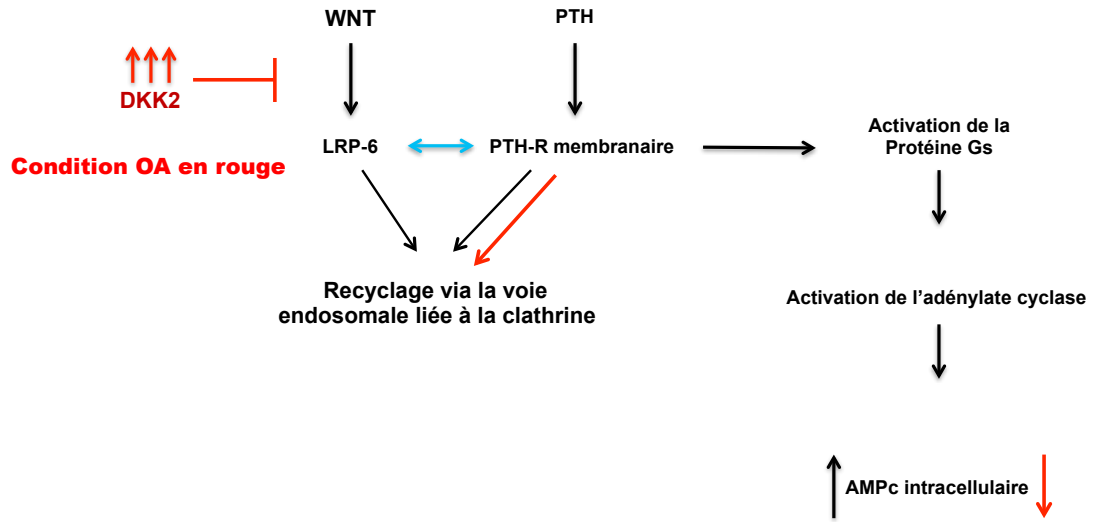 WNT
PTH
DKK2
LRP-6
PTH-R membranaire
Activation de la
Protéine Gs
Condition OA en rouge
Recyclage via la voie
endosomale liée à la clathrine
Activation de l'adénylate cyclase
AMPc intracellulaire